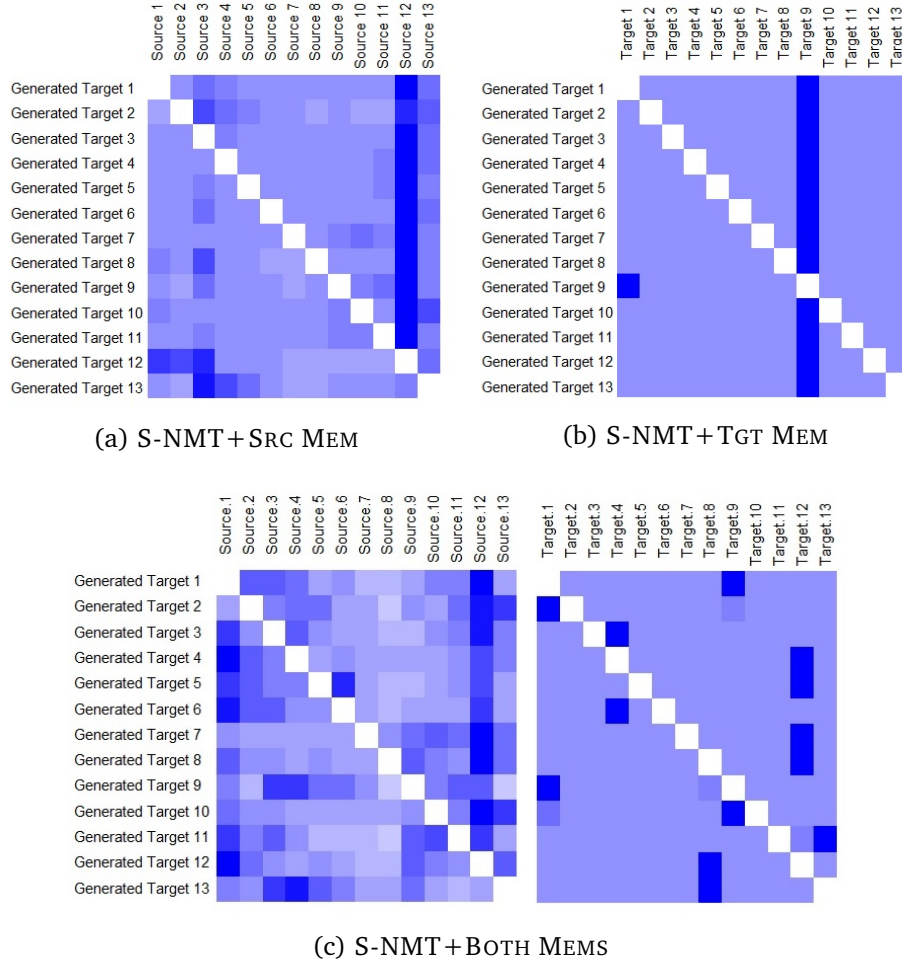 Source 1
Source 2
Source 3
Source 4
Source 5
Source 6
Source 7
Source 8
Source 9
Source 10
Source 11
Source 12
Source 13
Generated Target 1
Generated Target 2
Generated Target 3
Generated Target 4
Generated Target 5
Generated Target 6
Generated Target 7
Generated Target 8
Generated Target 9
Generated Target 10
Generated Target 11
Generated Target 12
Generated Target 13
(a) S-NMT+SRC MEM
Target 1
Target 2
Target 3
Target 4
Target 5
Target 6
Target 7
Target 8
Target 9
Target 10
Target 11
Target 12
Target 13
Generated Target 1
Generated Target 2
Generated Target 3
Generated Target 4
Generated Target 5
Generated Target 6
Generated Target 7
Generated Target 8
Generated Target 9
Generated Target 10
Generated Target 11
Generated Target 12
Generated Target 13
(b) S-NMT+TGT MEM
Source.1
Source.2
Source.3
Source.4
Source.5
Source.6
Source.7
Source.8
Source.9
Source.10
Source.11
Source.12
Source.13
Target.1
Target.2
Target.3
Target.4
Target.5
Target.6
Target.7
Target.8
Target.9
Target.10
Target.11
Target.12
Target.13
Generated Target 1
Generated Target 2
Generated Target 3
Generated Target 4
Generated Target 5
Generated Target 6
Generated Target 7
Generated Target 8
Generated Target 9
Generated Target 10
Generated Target 11
Generated Target 12
Generated Target 13
(c) S-NMT+BOTH MEMS